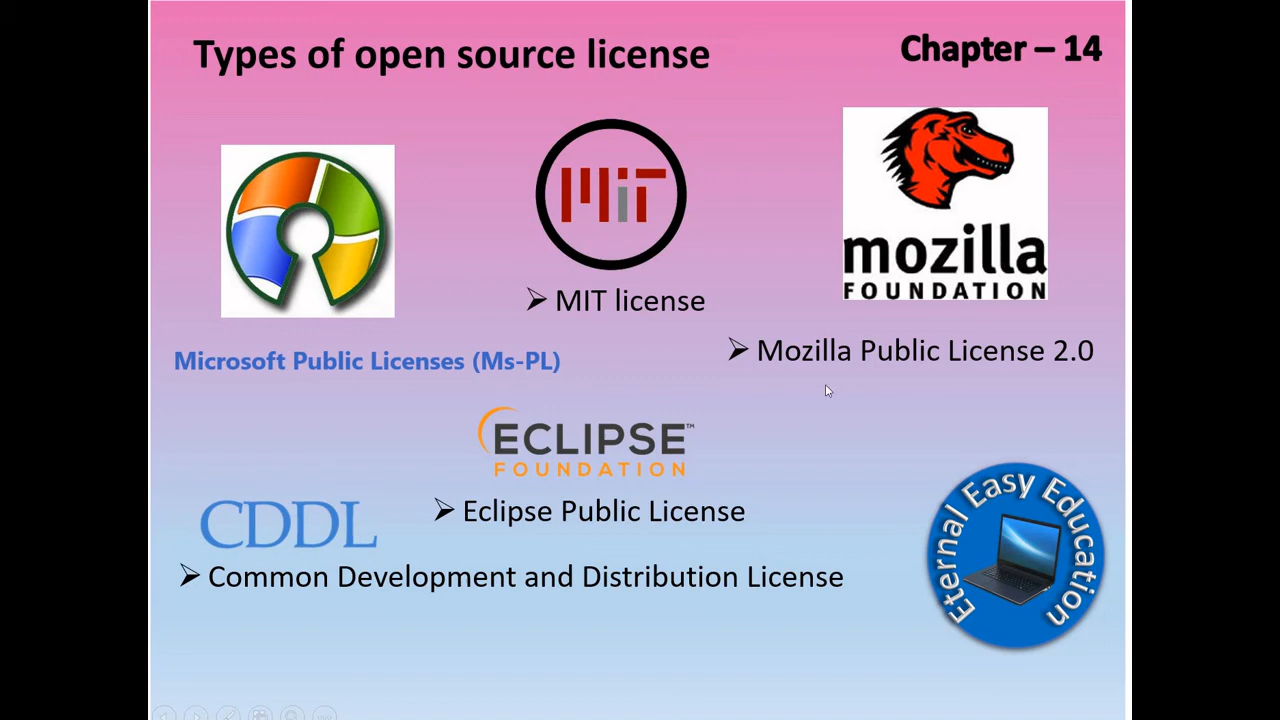 Types of open source license
Chapter – 14
MiT
➢ MIT license
mozilla
FOUNDATION
➢ Mozilla Public License 2.0
Microsoft Public Licenses (Ms-PL)
ECLIPSE™
FOUNDATION
➢ Eclipse Public License
CDDL
➢ Common Development and Distribution License
Eternal Easy Education